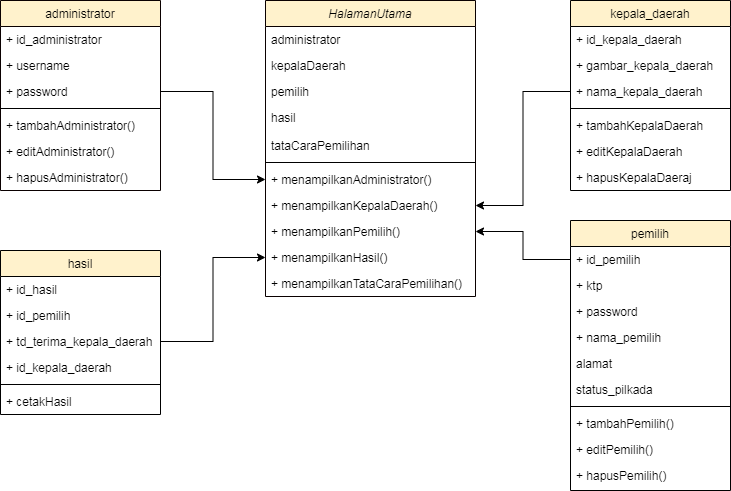 administrator
+ id_administrator
+ username
+ password
+ tambahAdministrator()
+ editAdministrator()
+ hapusAdministrator()
HalamanUtama
administrator
kepalaDaerah
pemilih
hasil
tataCaraPemilihan
+ menampilkanAdministrator()
+ menampilkanKepalaDaerah()
+ menampilkanPemilih()
+ menampilkanHasil()
+ menampilkanTataCaraPemilihan()
kepala_daerah
+ id_kepala_daerah
+ gambar_kepala_daerah
+ nama_kepala_daerah
+ tambahKepalaDaerah
+ editKepalaDaerah
+ hapusKepalaDaeraj
hasil
+ id_hasil
+ id_pemilih
+ td_terima_kepala_daerah
+ id_kepala_daerah
+ cetakHasil
pemilih
+ id_pemilih
+ ktp
+ password
+ nama_pemilih
alamat
status_pilkada
+ tambahPemilih()
+ editPemilih()
+ hapusPemilih()